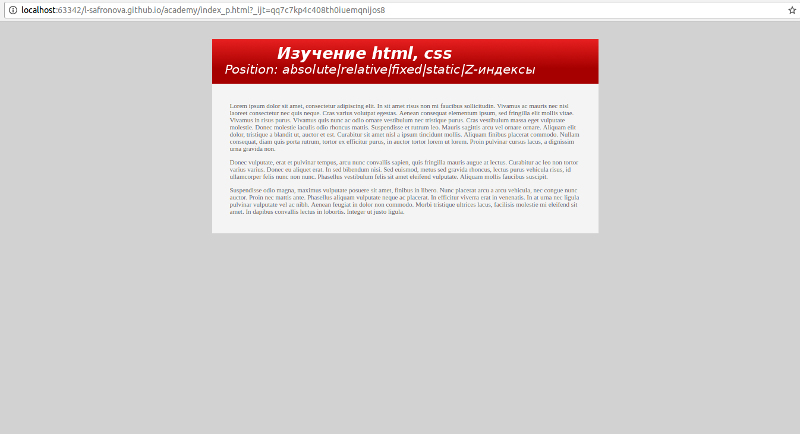 localhost:63342/l-safronova.github.io/academy/index_p.html?_ijt=qq7c7kp4c408th0iuemqnijos8
Изучение html, css
Position: absolute|relative|fixed|static|Z-индексы
Lorem ipsum dolor sit amet, consectetur adipiscing elit. In sit amet risus non mi faucibus sollicitudin. Vivamus ac mauris nec nisl
laoreet consectetur nec quis neque. Cras varius volutpat egestas. Aenean consequat elementum ipsum, sed fringilla elit mollis vitae.
Vivamus in risus purus. Vivamus quis nunc ac odio ornare vestibulum nec tristique purus. Cras vestibulum massa eget vulputate
molestie. Donec molestie iaculis odio rhoncus mattis. Suspendisse et rutrum leo. Mauris sagittis arcu vel ornare ornare. Aliquam elit
dolor, tristique a blandit ut, auctor et est. Curabitur sit amet nisl a ipsum tincidunt mollis. Aliquam finibus placerat commodo. Nullam
consequat, diam quis porta rutrum, tortor ex efficitur purus, in auctor tortor lorem ut lorem. Proin pulvinar cursus lacus, a dignissim
urna gravida non.
Donec vulputate, erat et pulvinar tempus, arcu nunc convallis sapien, quis fringilla mauris augue at lectus. Curabitur ac leo non tortor
varius varius. Donec eu aliquet erat. In sed bibendum nisi. Sed euismod, metus sed gravida rhoncus, lectus purus vehicula risus, id
ullamcorper felis nunc non nunc. Phasellus vestibulum felis sit amet eleifend vulputate. Aliquam mollis faucibus suscipit.
Suspendisse odio magna, maximus vulputate posuere sit amet, finibus in libero. Nunc placerat arcu a arcu vehicula, nec congue nunc
auctor. Proin nec mattis ante. Phasellus aliquam vulputate neque ac placerat. In efficitur viverra erat in venenatis. In at urna nec ligula
pulvinar vulputate vel ac nibh. Aenean feugiat in dolor non commodo. Morbi tristique ultrices lacus, facilisis molestie mi eleifend sit
amet. In dapibus convallis lectus in lobortis. Integer ut justo ligula.